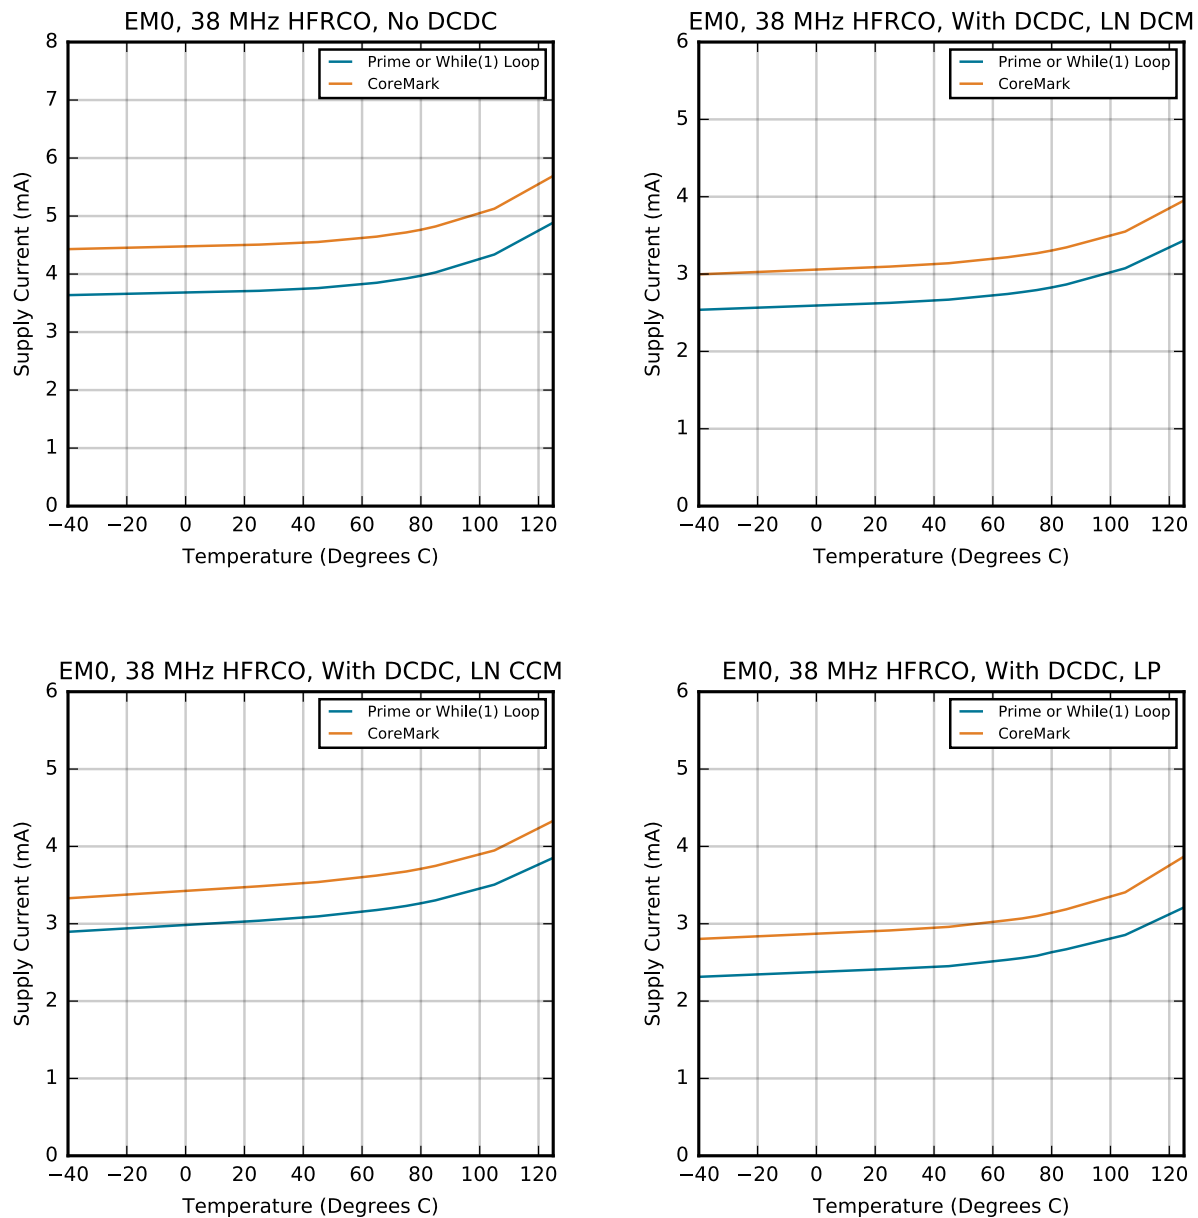 EM0, 38 MHz HFRCO, No DCDC
Prime or While(1) Loop
CoreMark
Supply Current (mA)
8
7
6
5
4
3
2
1
0
−40 −20 0 20 40 60 80 100 120
Temperature (Degrees C)
EM0, 38 MHz HFRCO, With DCDC, LN DCM
Prime or While(1) Loop
CoreMark
Supply Current (mA)
6
5
4
3
2
1
0
−40 −20 0 20 40 60 80 100 120
Temperature (Degrees C)
EM0, 38 MHz HFRCO, With DCDC, LN CCM
Prime or While(1) Loop
CoreMark
Supply Current (mA)
6
5
4
3
2
1
0
−40 −20 0 20 40 60 80 100 120
Temperature (Degrees C)
EM0, 38 MHz HFRCO, With DCDC, LP
Prime or While(1) Loop
CoreMark
Supply Current (mA)
6
5
4
3
2
1
0
−40 −20 0 20 40 60 80 100 120
Temperature (Degrees C)